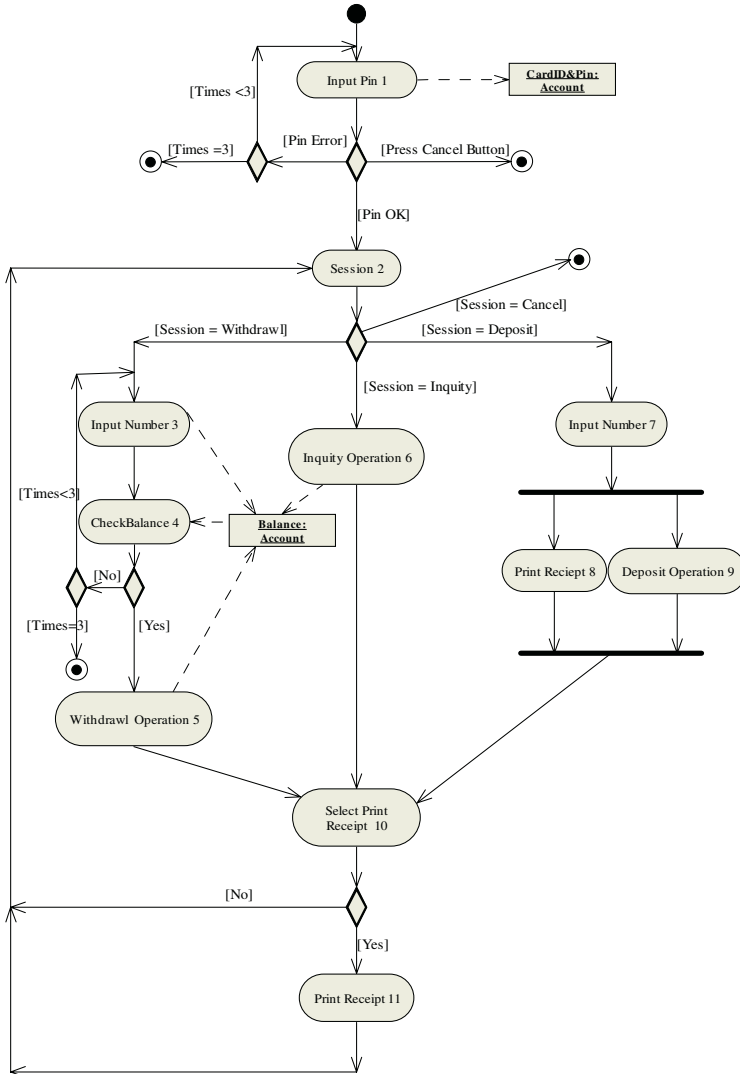 Input Pin 1
CardID&Pin:
Account
[Times <3]
[Times =3]
[Pin Error]
[Press Cancel Button]
[Pin OK]
Session 2
[Session = Cancel]
[Session = Withdrawl]
[Session = Deposit]
[Session = Inquity]
Input Number 3
Inquity Operation 6
Input Number 7
[Times<3]
CheckBalance 4
Balance:
Account
[No]
[Times=3]
[Yes]
Print Reciept 8
Deposit Operation 9
Withdrawl Operation 5
Select Print
Receipt 10
[No]
[Yes]
Print Receipt 11